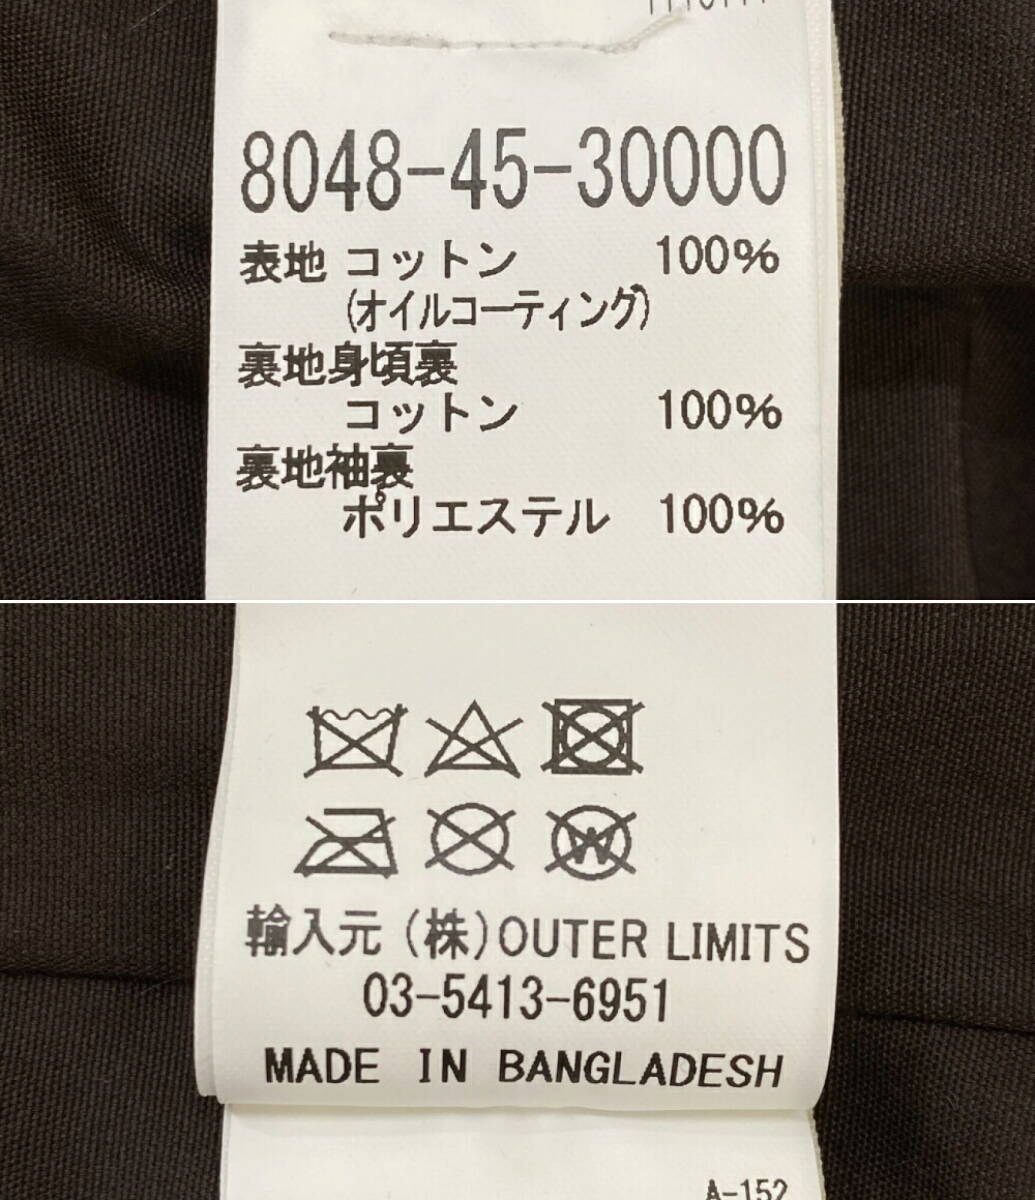 8048-45-30000
表地 コットン 100%
(オイルコーティング)
裏地身頃裏
コットン 100%
裏地袖裏
ポリエステル 100%
W
輸入元 (株)OUTER LIMITS
03-5413-6951
MADE IN BANGLADESH
A-152